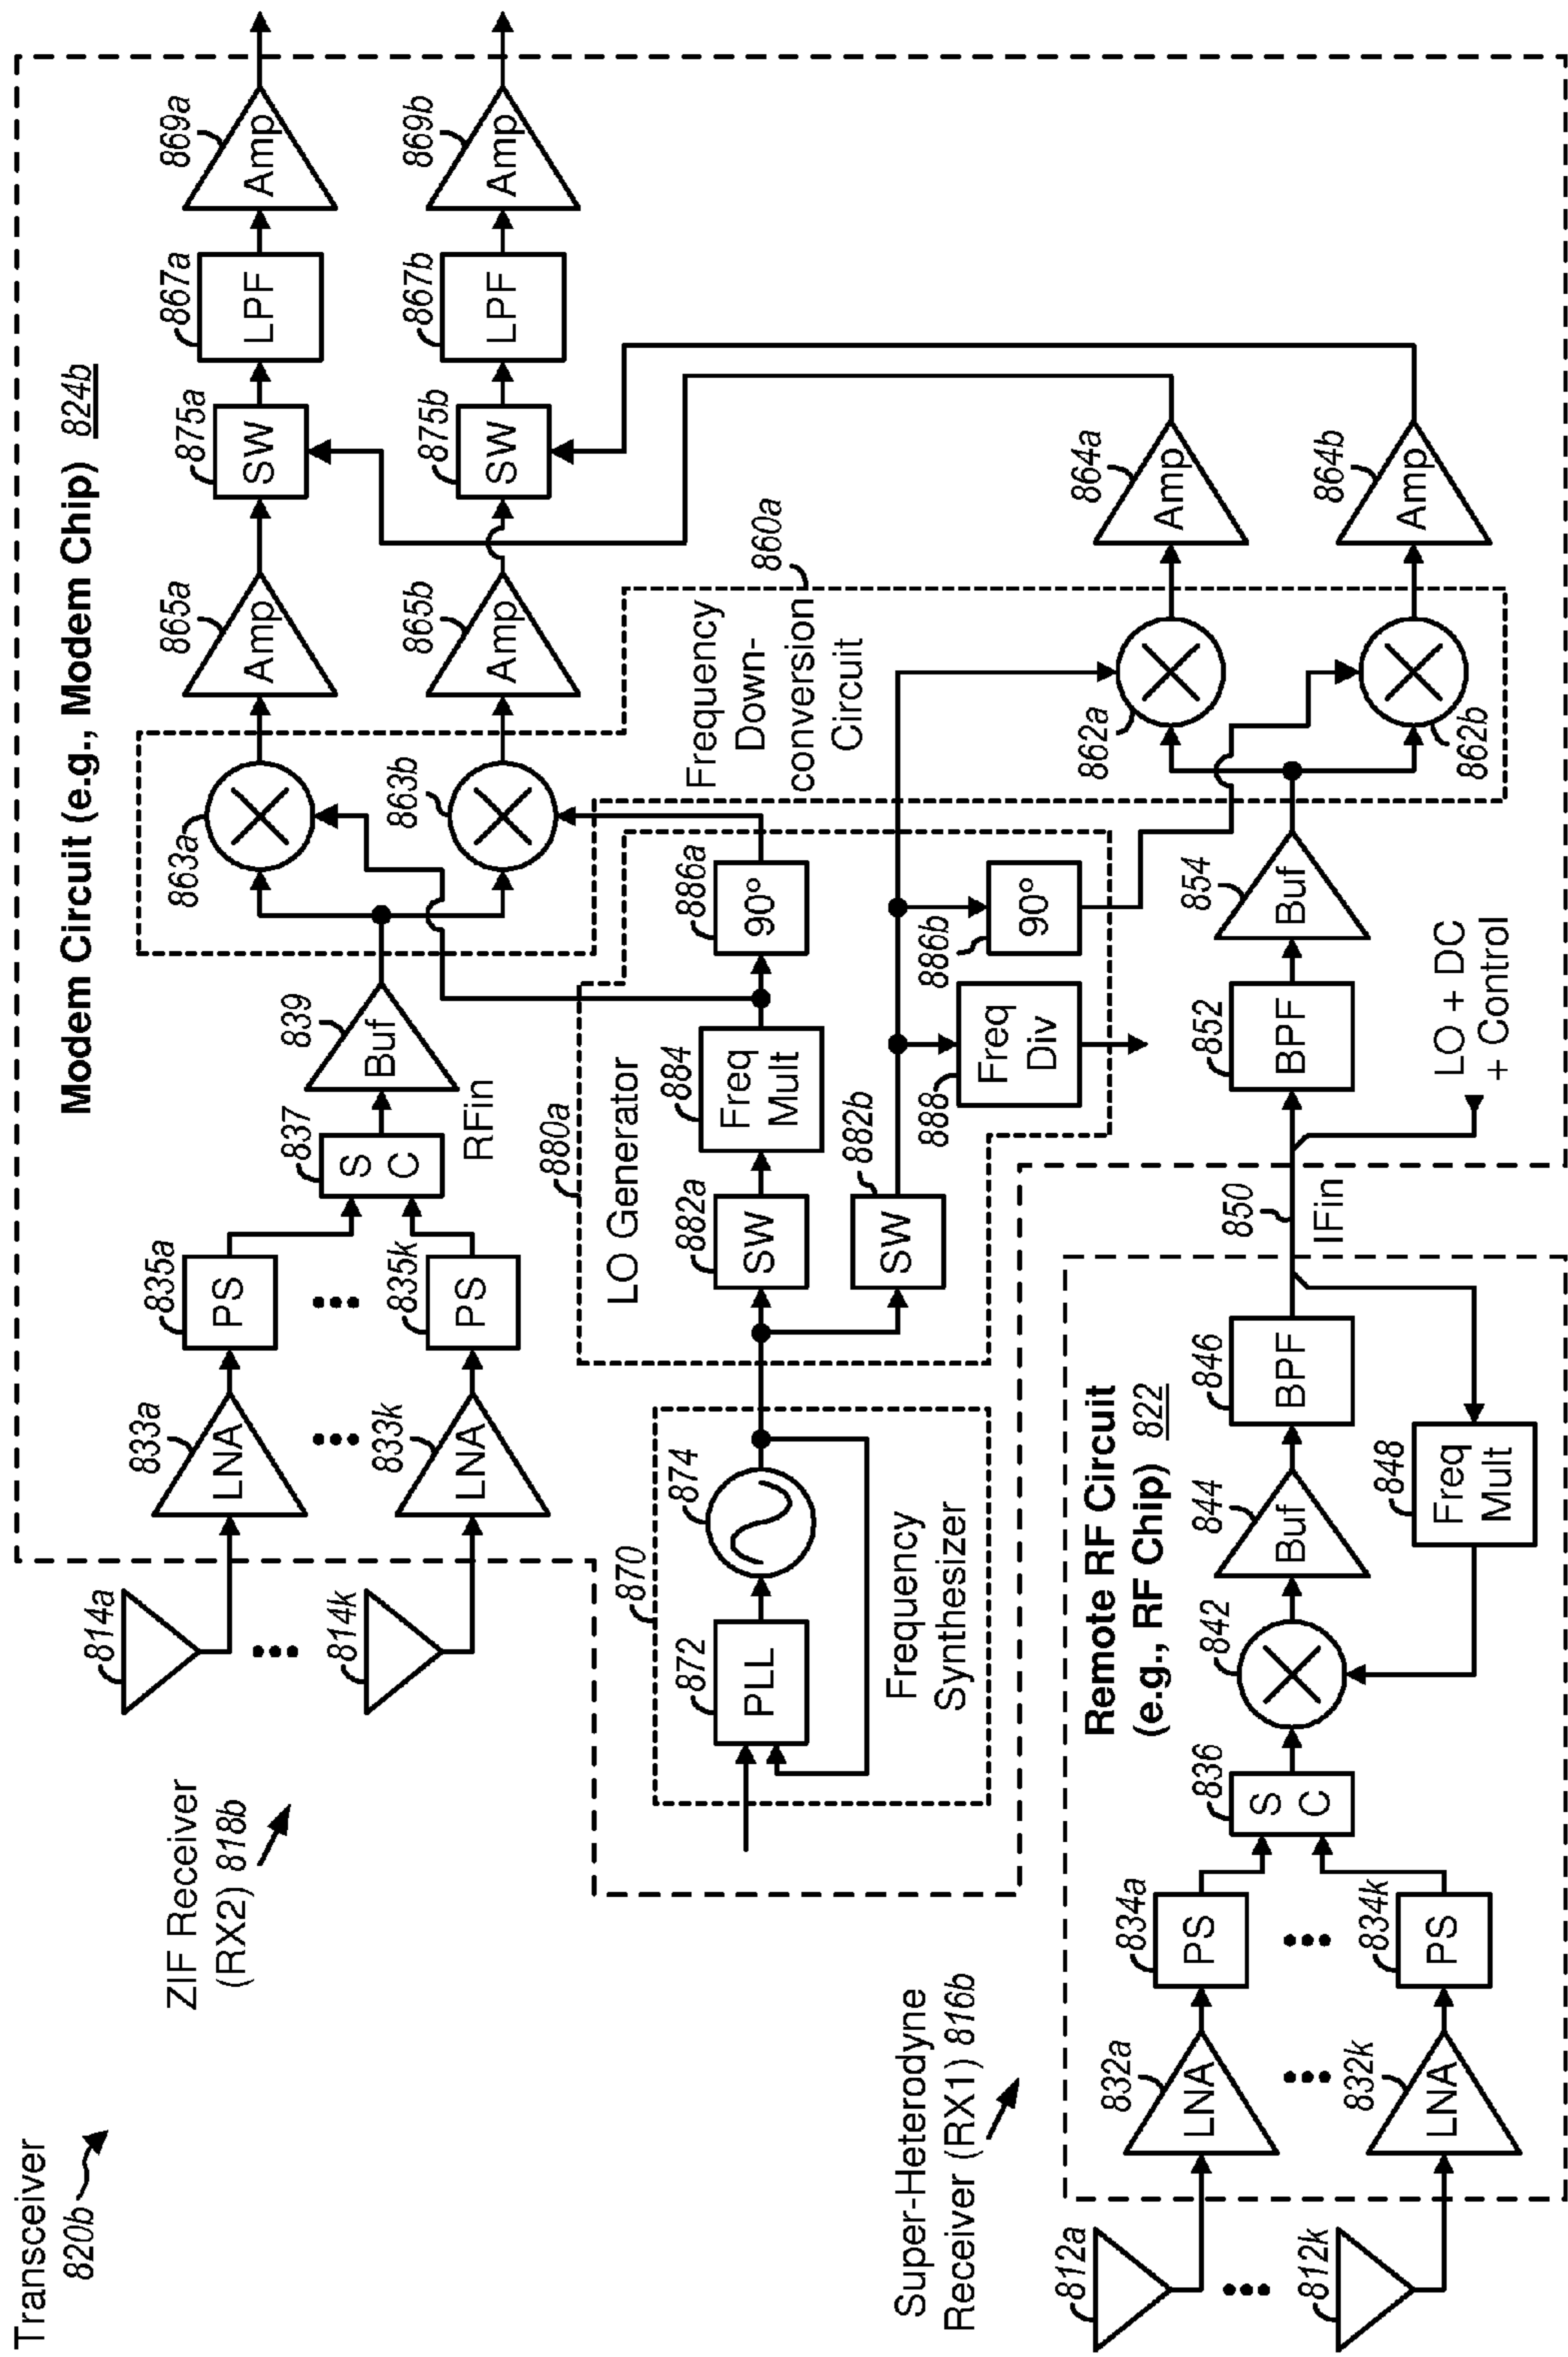 Transceiver
820b
ZIF Receiver
(RX2) 818b
Super-Heterodyne
Receiver (RX1) 816b
Modem Circuit (e.g., Modem Chip) 824b
814a
814k
833a
LNA
833k
LNA
835a
PS
835k
PS
837
S
C
839
Buf
RFin
863a
863b
865a
Amp
865b
Amp
875a
SW
875b
SW
867a
LPF
867b
LPF
869a
Amp
869b
Amp
870
872
PLL
874
Frequency
Synthesizer
880a
LO Generator
882a
SW
882b
SW
884
Freq
Mult
886a
90°
886b
90°
888
Freq
Div
860a
Frequency
Down-
conversion
Circuit
862a
862b
864a
Amp
864b
Amp
Remote RF Circuit
(e.g., RF Chip) 822
812a
812k
832a
LNA
832k
LNA
834a
PS
834k
PS
836
S
C
842
844
Buf
846
BPF
848
Freq
Mult
850
IFin
852
BPF
854
Buf
LO + DC
+ Control